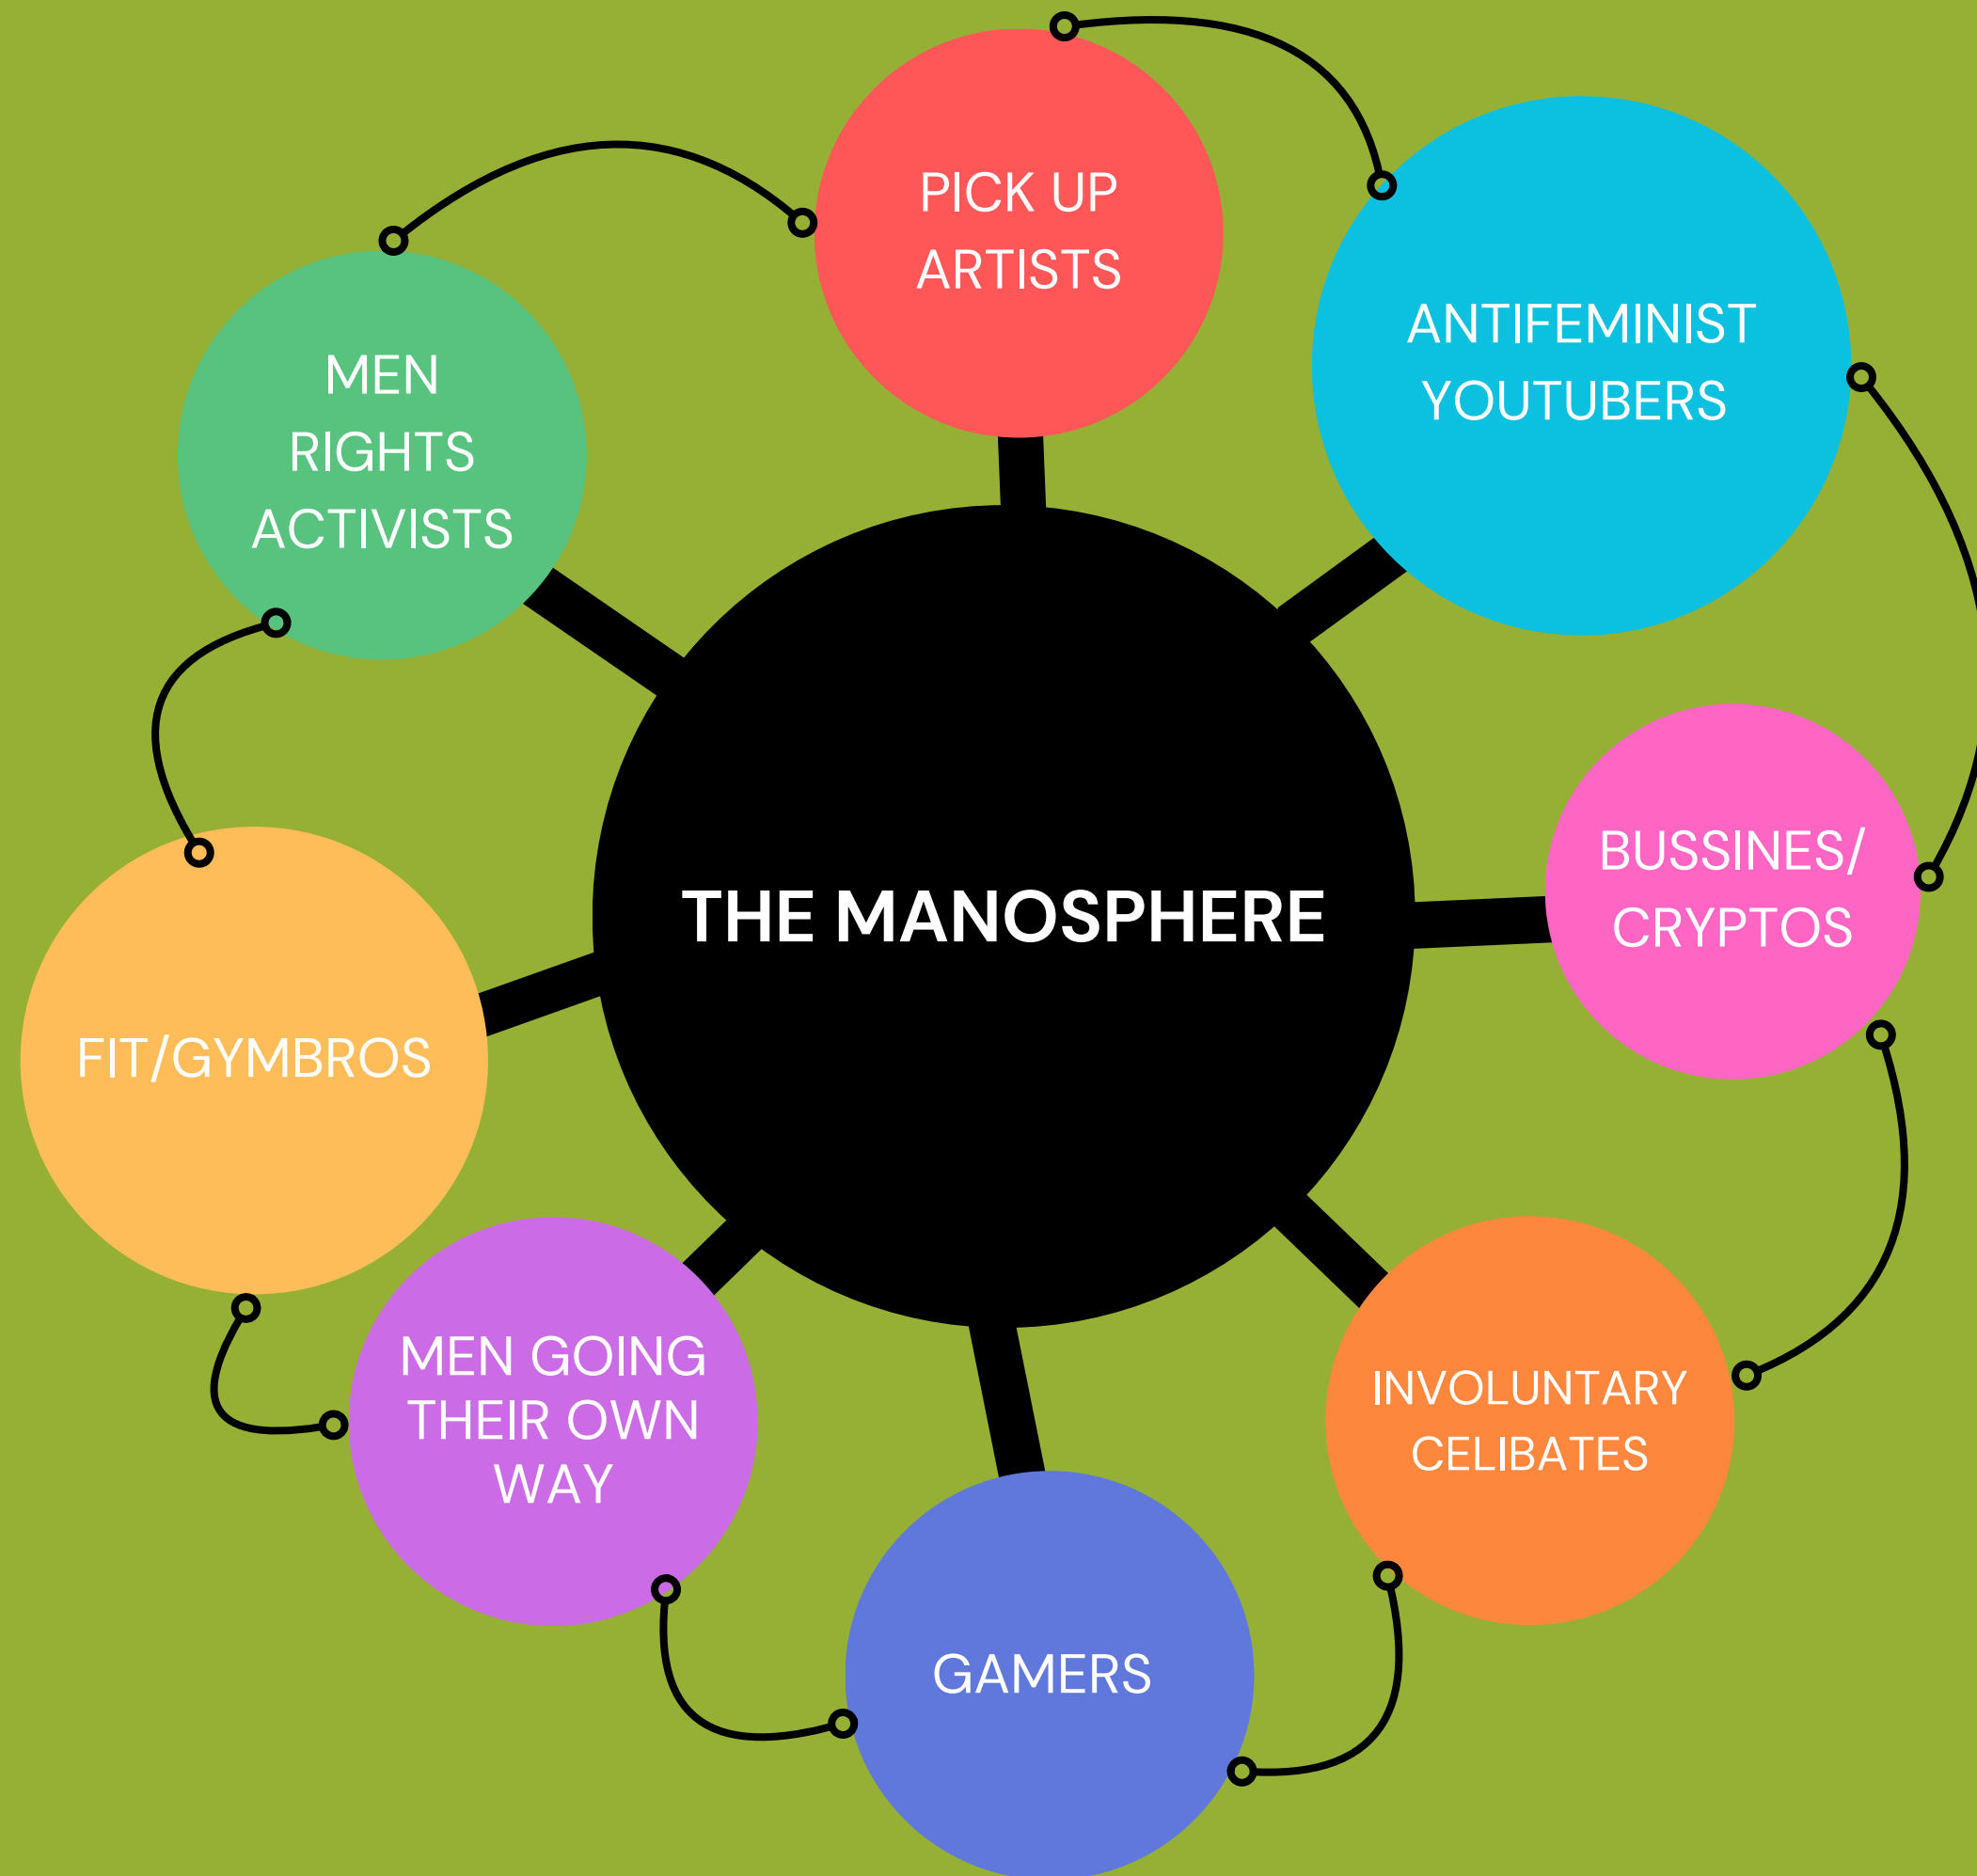 PICK UP
ARTISTS
ANTIFEMINIST
YOUTUBERS
MEN
RIGHTS
ACTIVISTS
BUSSINES/
CRYPTOS
THE MANOSPHERE
FIT/GYMBROS
MEN GOING
THEIR OWN
WAY
INVOLUNTARY
CELIBATES
GAMERS